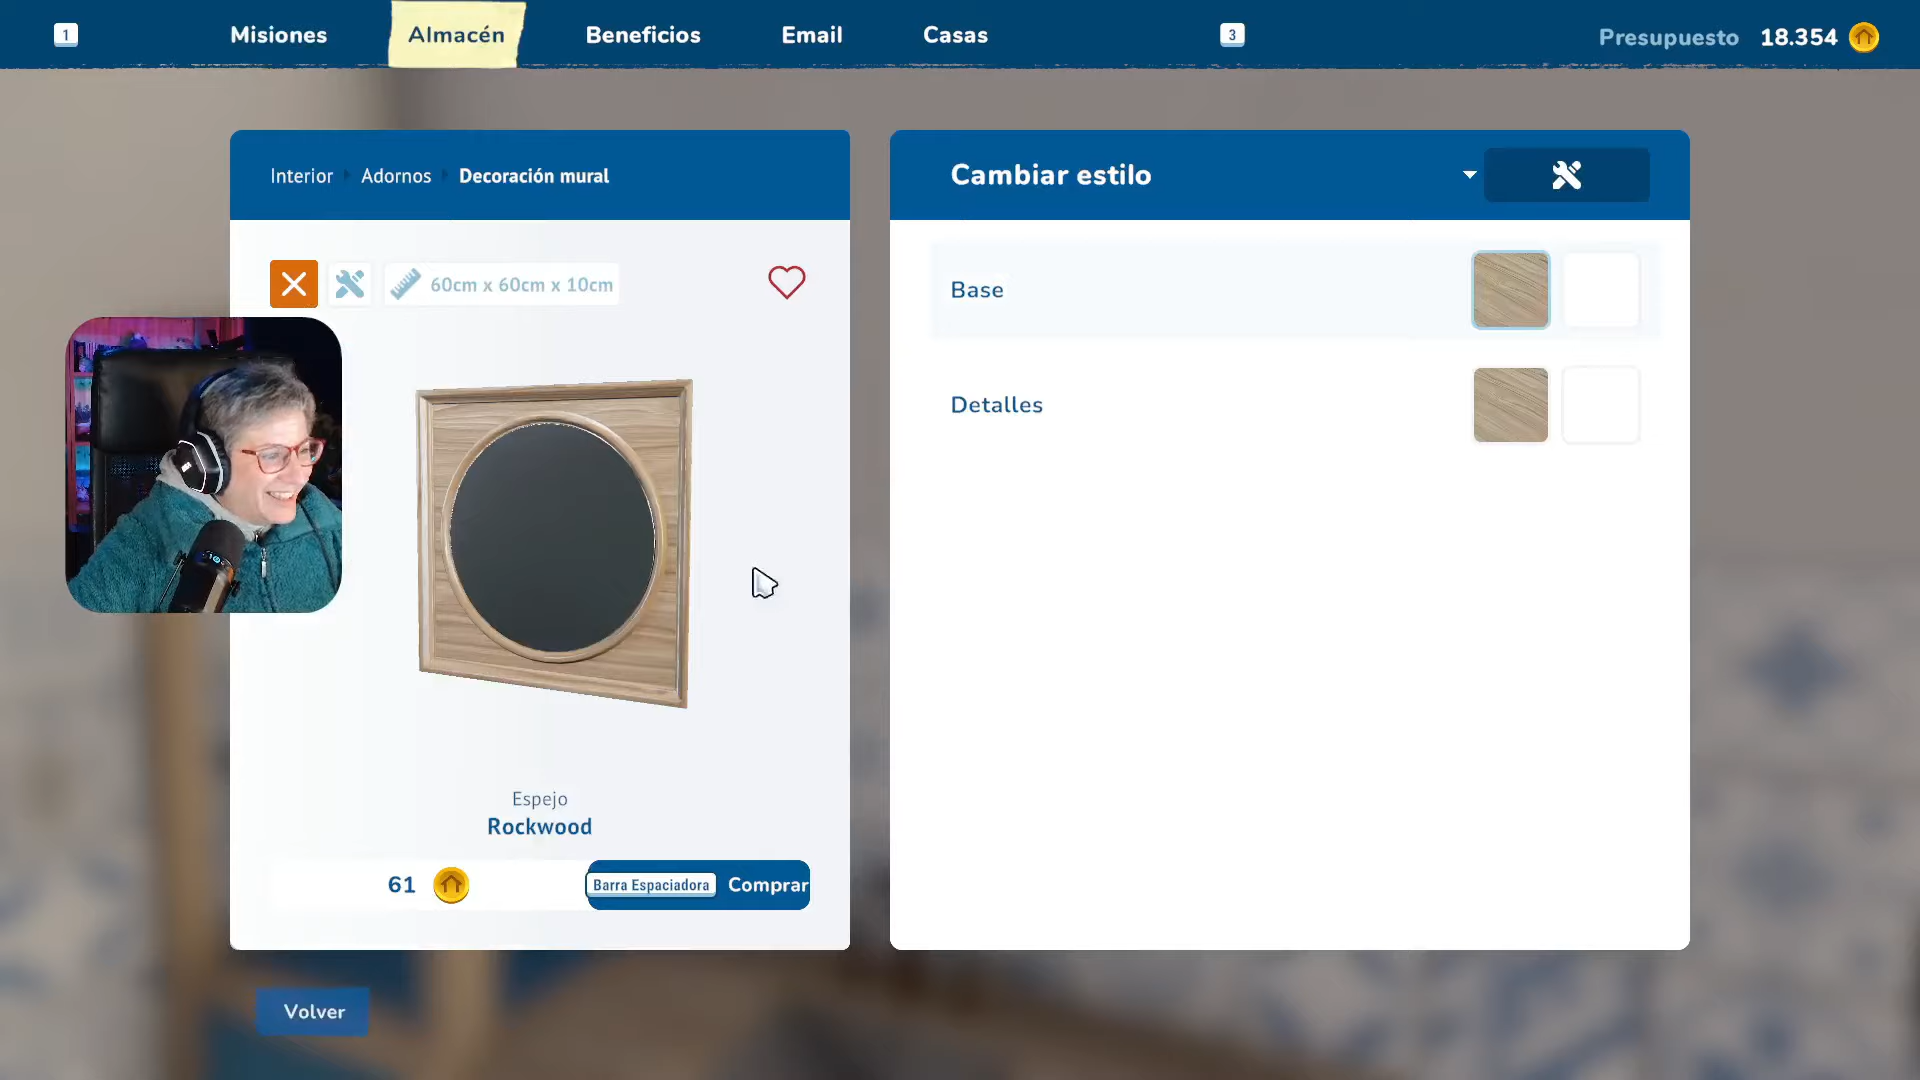 1
Misiones
Almacén
Beneficios
Email
Casas
3
Presupuesto 18.354
Interior Adornos Decoración mural
60cm x 60cm x 10cm
Espejo
Rockwood
61
Barra Espaciadora Comprar
Volver
Cambiar estilo
Base
Detalles